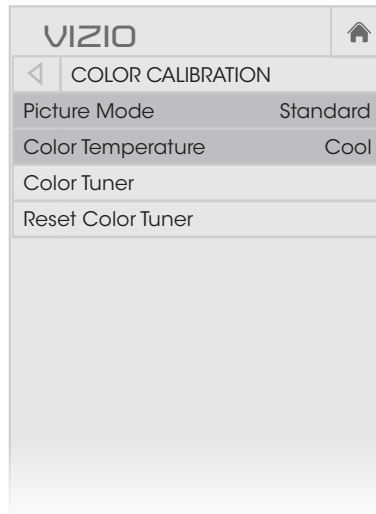 VIZIO
COLOR CALIBRATION
Picture Mode Standard
Color Temperature Cool
Color Tuner
Reset Color Tuner